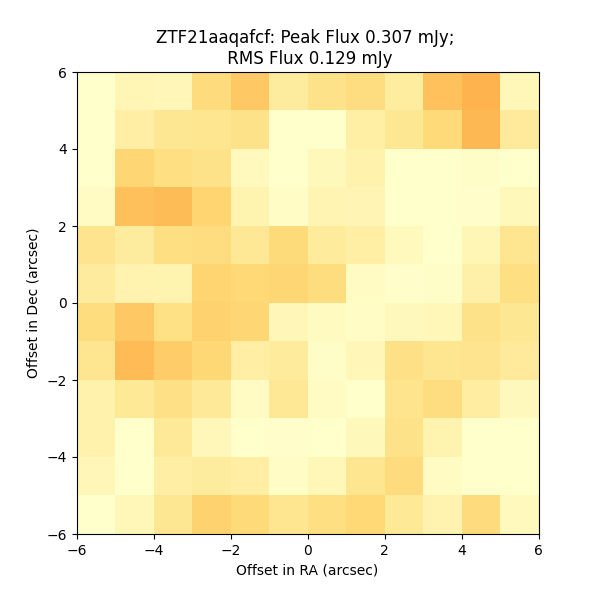 ZTF21aaqafcf: Peak Flux 0.307 mJy;
RMS Flux 0.129 mJy
6
4
2
0
−2
−4
−6
Offset in Dec (arcsec)
−6 −4 −2 0 2 4 6
Offset in RA (arcsec)